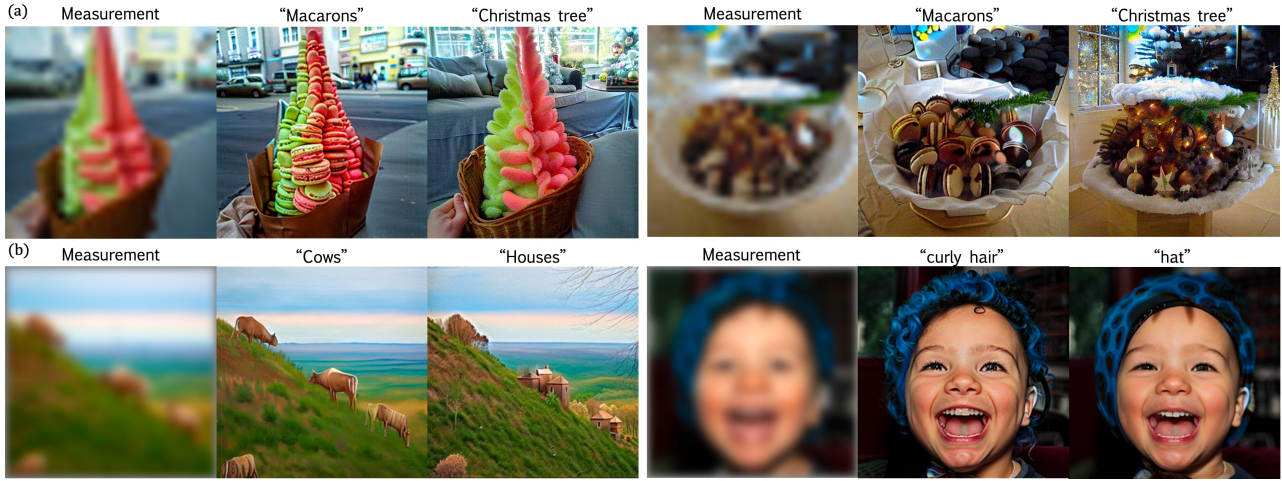 (a) Measurement "Macarons" "Christmas tree" Measurement "Macarons" "Christmas tree"
(b) Measurement "Cows" "Houses" Measurement "curly hair" "hat"